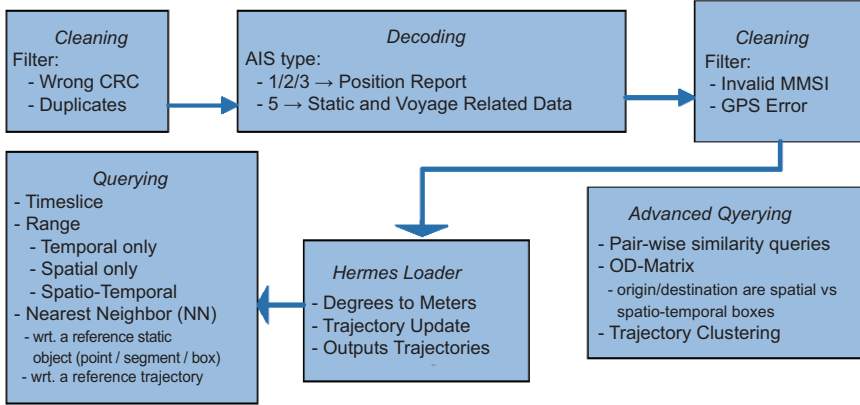 Cleaning
Filter:
- Wrong CRC
- Duplicates
Decoding
AIS type:
- 1/2/3 → Position Report
- 5 → Static and Voyage Related Data
Cleaning
Filter:
- Invalid MMSI
- GPS Error
Querying
- Timeslice
- Range
- Temporal only
- Spatial only
- Spatio-Temporal
- Nearest Neighbor (NN)
- wrt. a reference static
object (point / segment / box)
- wrt. a reference trajectory
Hermes Loader
- Degrees to Meters
- Trajectory Update
- Outputs Trajectories
Advanced Qyerying
- Pair-wise similarity queries
- OD-Matrix
- origin/destination are spatial vs
spatio-temporal boxes
- Trajectory Clustering